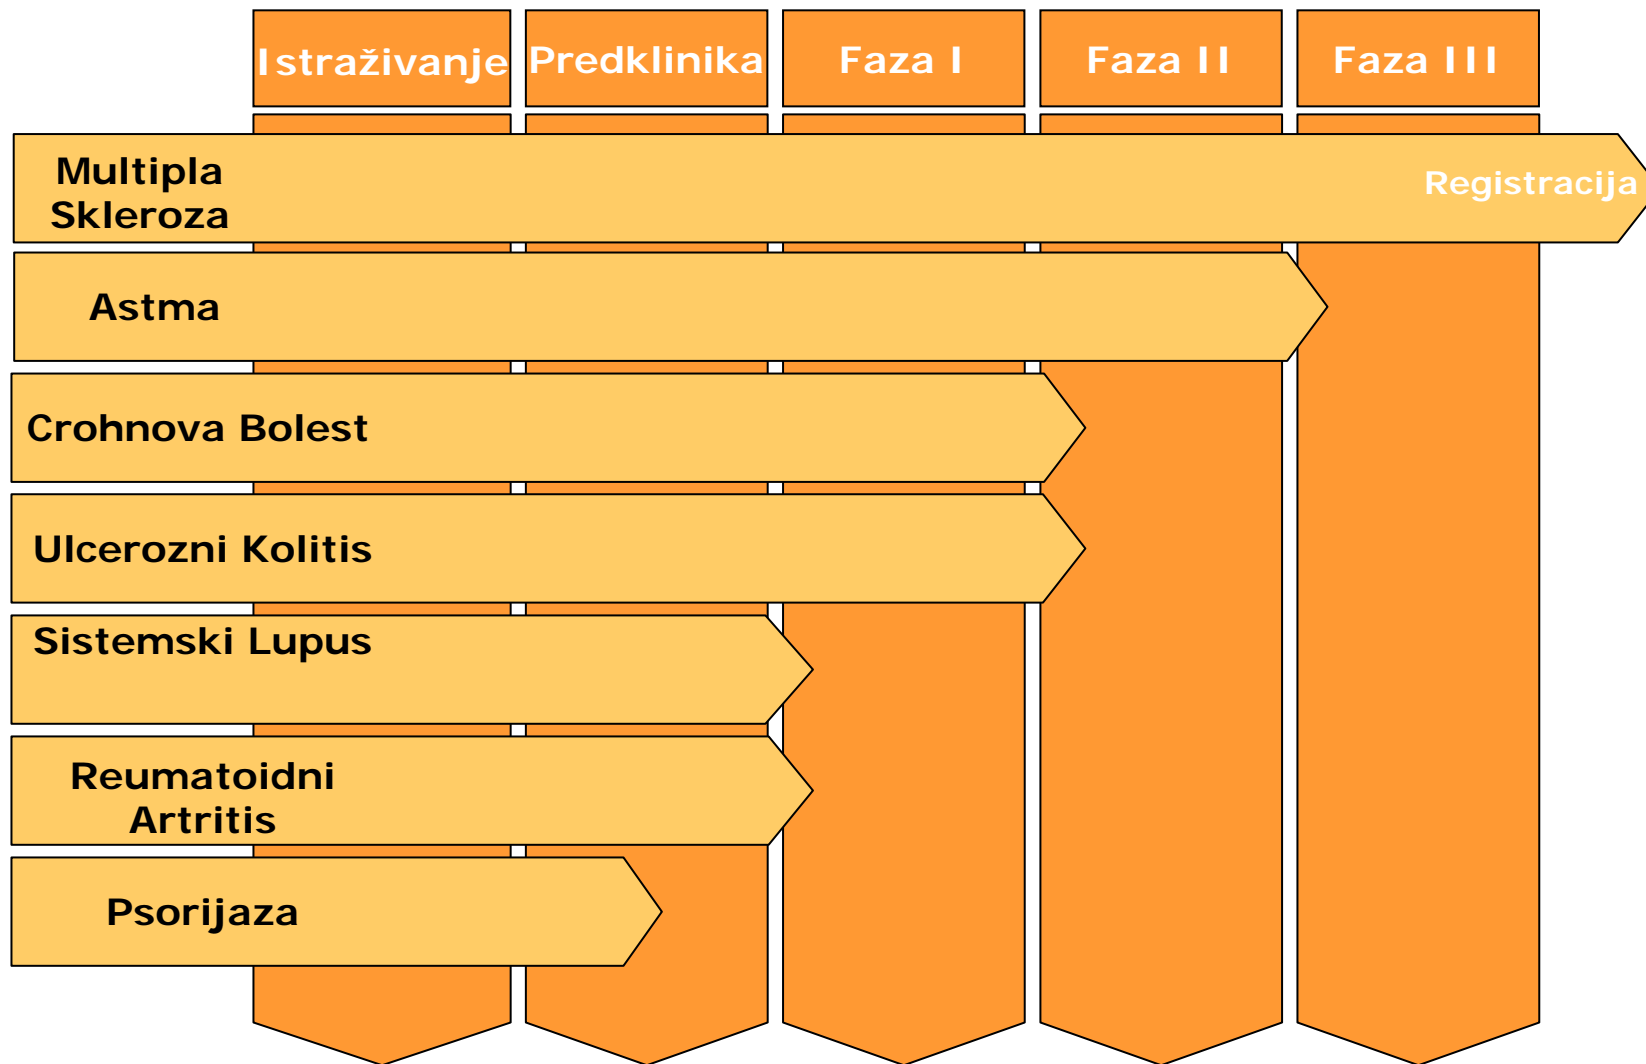 Istraživanje
Predklinika
Faza I
Faza II
Faza III
Multipla
Skleroza
Registracija
Astma
Crohnova Bolest
Ulcerozni Kolitis
Sistemski Lupus
Reumatoidni
Artritis
Psorijaza